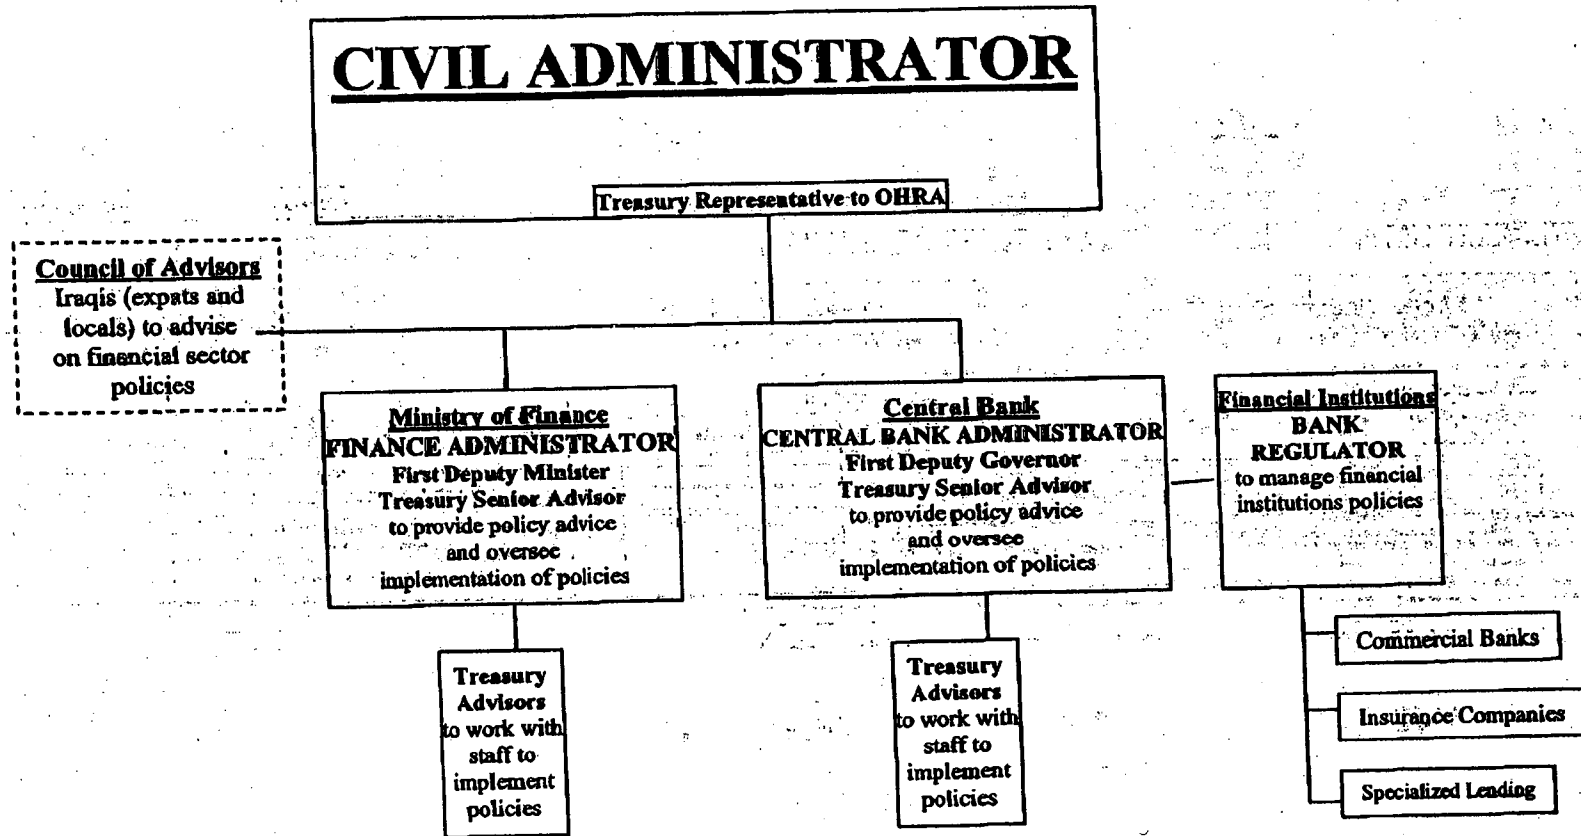 CIVIL ADMINISTRATOR
Treasury Representative to OHRA
Council of Advisors
Iraqis (expats and
locals) to advise
on financial sector
policies
Ministry of Finance
FINANCE ADMINISTRATOR
First Deputy Minister
Treasury Senior Advisor
to provide policy advice
and oversee
implementation of policies
Central Bank
CENTRAL BANK ADMINISTRATOR
First Deputy Governor
Treasury Senior Advisor
to provide policy advice
and oversee
implementation of policies
Financial Institutions
BANK
REGULATOR
to manage financial
institutions policies
Treasury
Advisors
to work with
staff to
implement
policies
Treasury
Advisors
to work with
staff to
implement
policies
Commercial Banks
Insurance Companies
Specialized Lending